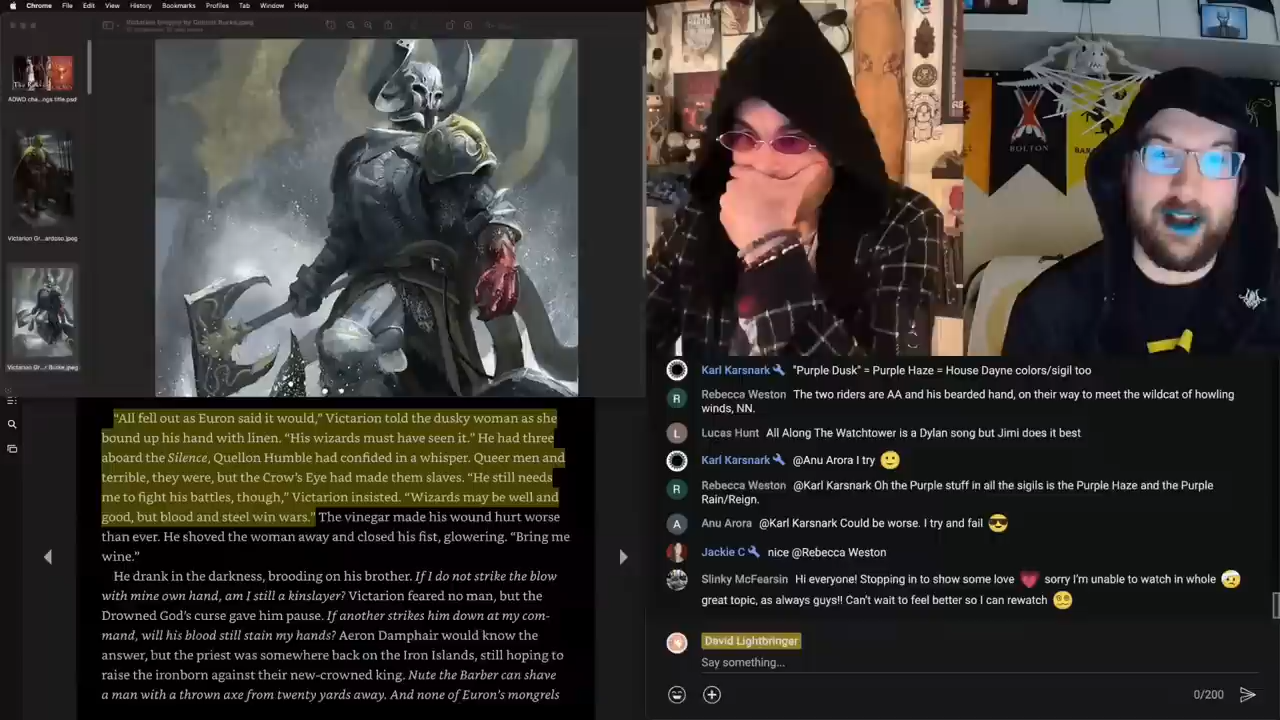 Chrome File Edit View History Bookmarks Profiles Tab Window Help
ADWD cha...ngs title.psd
Victarion Gr...ardoso.jpeg
Victarion Gr...r Burke.jpeg
BOLTON
"All fell out as Euron said it would," Victarion told the dusky woman as she
bound up his hand with linen. "His wizards must have seen it." He had three
aboard the Silence, Quellon Humble had confided in a whisper. Queer men and
terrible, they were, but the Crow's Eye had made them slaves. "He still needs
me to fight his battles, though," Victarion insisted. "Wizards may be well and
good, but blood and steel win wars." The vinegar made his wound hurt worse
than ever. He shoved the woman away and closed his fist, glowering. "Bring me
wine."
He drank in the darkness, brooding on his brother. If I do not strike the blow
with mine own hand, am I still a kinslayer? Victarion feared no man, but the
Drowned God's curse gave him pause. If another strikes him down at my com-
mand, will his blood still stain my hands? Aeron Damphair would know the
answer, but the priest was somewhere back on the Iron Islands, still hoping to
raise the ironborn against their new-crowned king. Nute the Barber can shave
a man with a thrown axe from twenty yards away. And none of Euron's mongrels
Karl Karsnark "Purple Dusk" = Purple Haze = House Dayne colors/sigil too
R Rebecca Weston The two riders are AA and his bearded hand, on their way to meet the wildcat of howling
winds, NN.
L Lucas Hunt All Along The Watchtower is a Dylan song but Jimi does it best
Karl Karsnark @Anu Arora I try 🙂
R Rebecca Weston @Karl Karsnark Oh the Purple stuff in all the sigils is the Purple Haze and the Purple
Rain/Reign.
A Anu Arora @Karl Karsnark Could be worse. I try and fail 😎
Jackie C nice @Rebecca Weston
Slinky McFearsin Hi everyone! Stopping in to show some love 💗 sorry I'm unable to watch in whole 🤕
great topic, as always guys!! Can't wait to feel better so I can rewatch 😵‍💫
David Lightbringer
Say something...
0/200